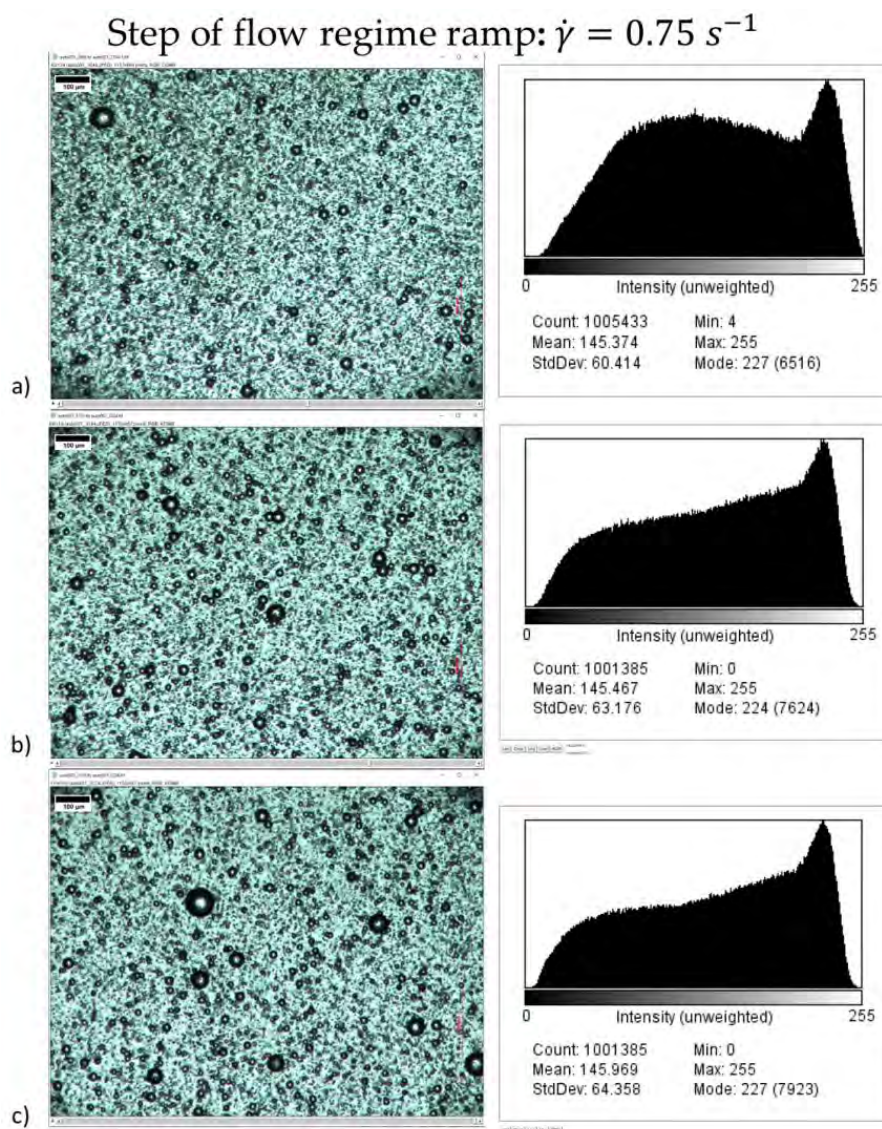 Step of flow regime ramp: γ̇ = 0.75 s⁻¹
100 µm
0 Intensity (unweighted) 255
Count: 1005433 Min: 4
Mean: 145.374 Max: 255
StdDev: 60.414 Mode: 227 (6516)
a)
100 µm
0 Intensity (unweighted) 255
Count: 1001385 Min: 0
Mean: 145.467 Max: 255
StdDev: 63.176 Mode: 224 (7624)
b)
100 µm
0 Intensity (unweighted) 255
Count: 1001385 Min: 0
Mean: 145.969 Max: 255
StdDev: 64.358 Mode: 227 (7923)
c)